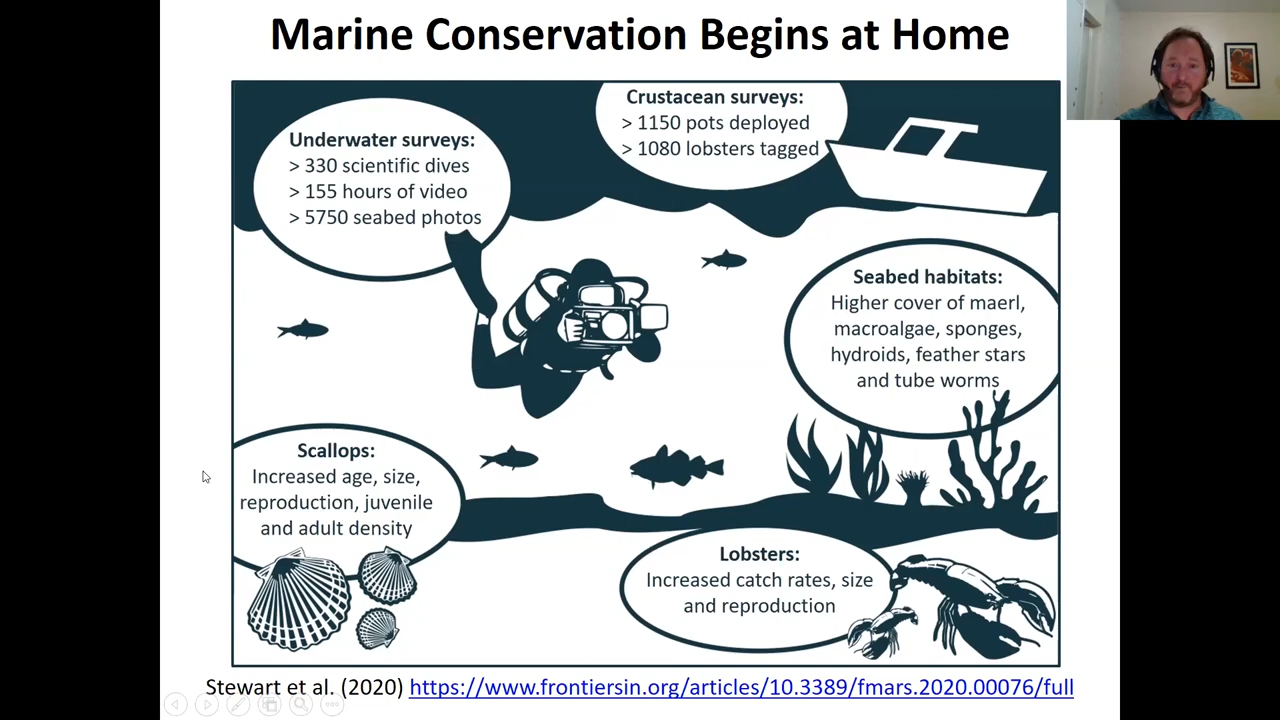 Marine Conservation Begins at Home
Underwater surveys:
> 330 scientific dives
> 155 hours of video
> 5750 seabed photos
Crustacean surveys:
> 1150 pots deployed
> 1080 lobsters tagged
Seabed habitats:
Higher cover of maerl,
macroalgae, sponges,
hydroids, feather stars
and tube worms
Scallops:
Increased age, size,
reproduction, juvenile
and adult density
Lobsters:
Increased catch rates, size
and reproduction
Stewart et al. (2020) https://www.frontiersin.org/articles/10.3389/fmars.2020.00076/full